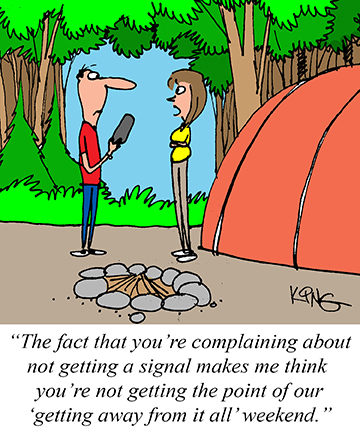 KING
“The fact that you’re complaining about
not getting a signal makes me think
you’re not getting the point of our
‘getting away from it all’ weekend.”